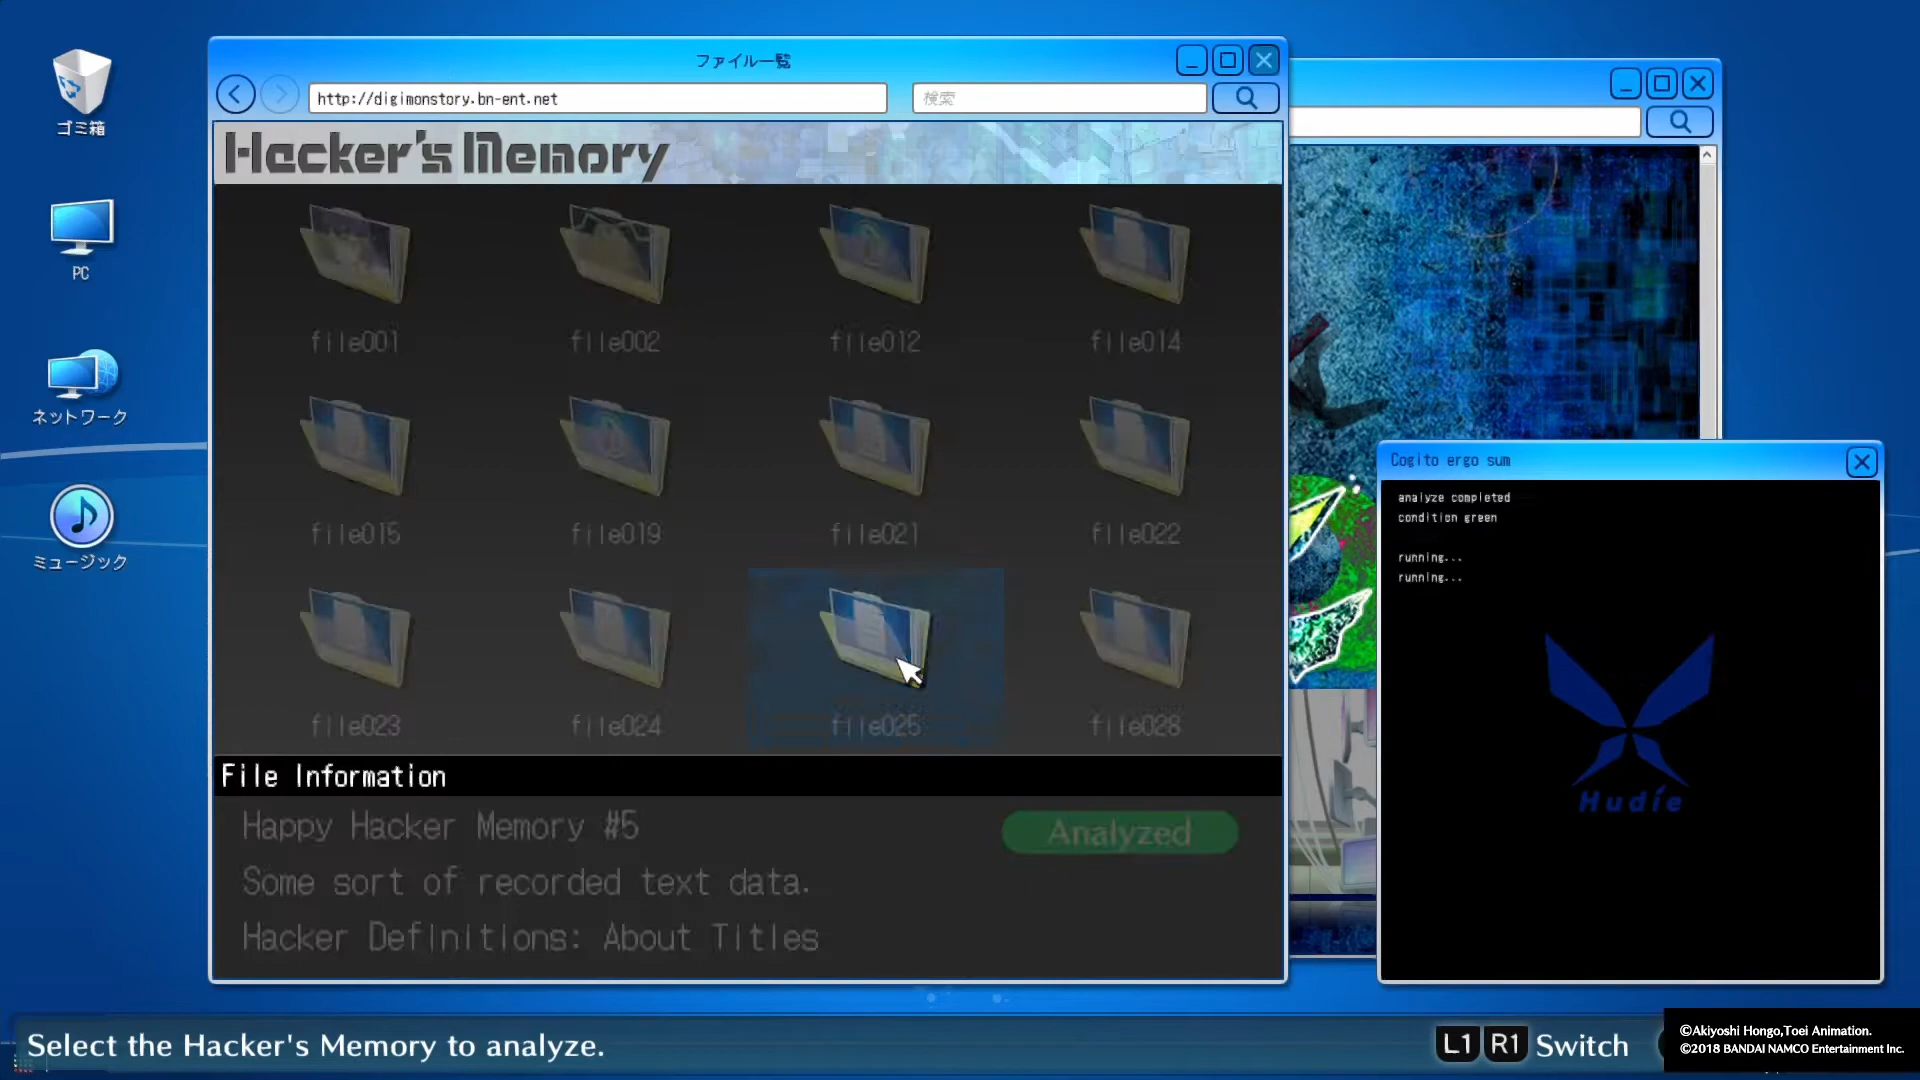 ゴミ箱
PC
ネットワーク
ミュージック
ファイル一覧
http://digimonstory.bn-ent.net
検索
Hacker's Memory
file001
file002
file012
file014
file015
file019
file021
file022
file023
file024
file025
file028
File Information
Happy Hacker Memory #5
Analyzed
Some sort of recorded text data.
Hacker Definitions: About Titles
Cogito ergo sum
analyze completed
condition green
running...
running...
Hudie
Select the Hacker's Memory to analyze.
L1 R1 Switch
©Akiyoshi Hongo,Toei Animation.
©2018 BANDAI NAMCO Entertainment Inc.